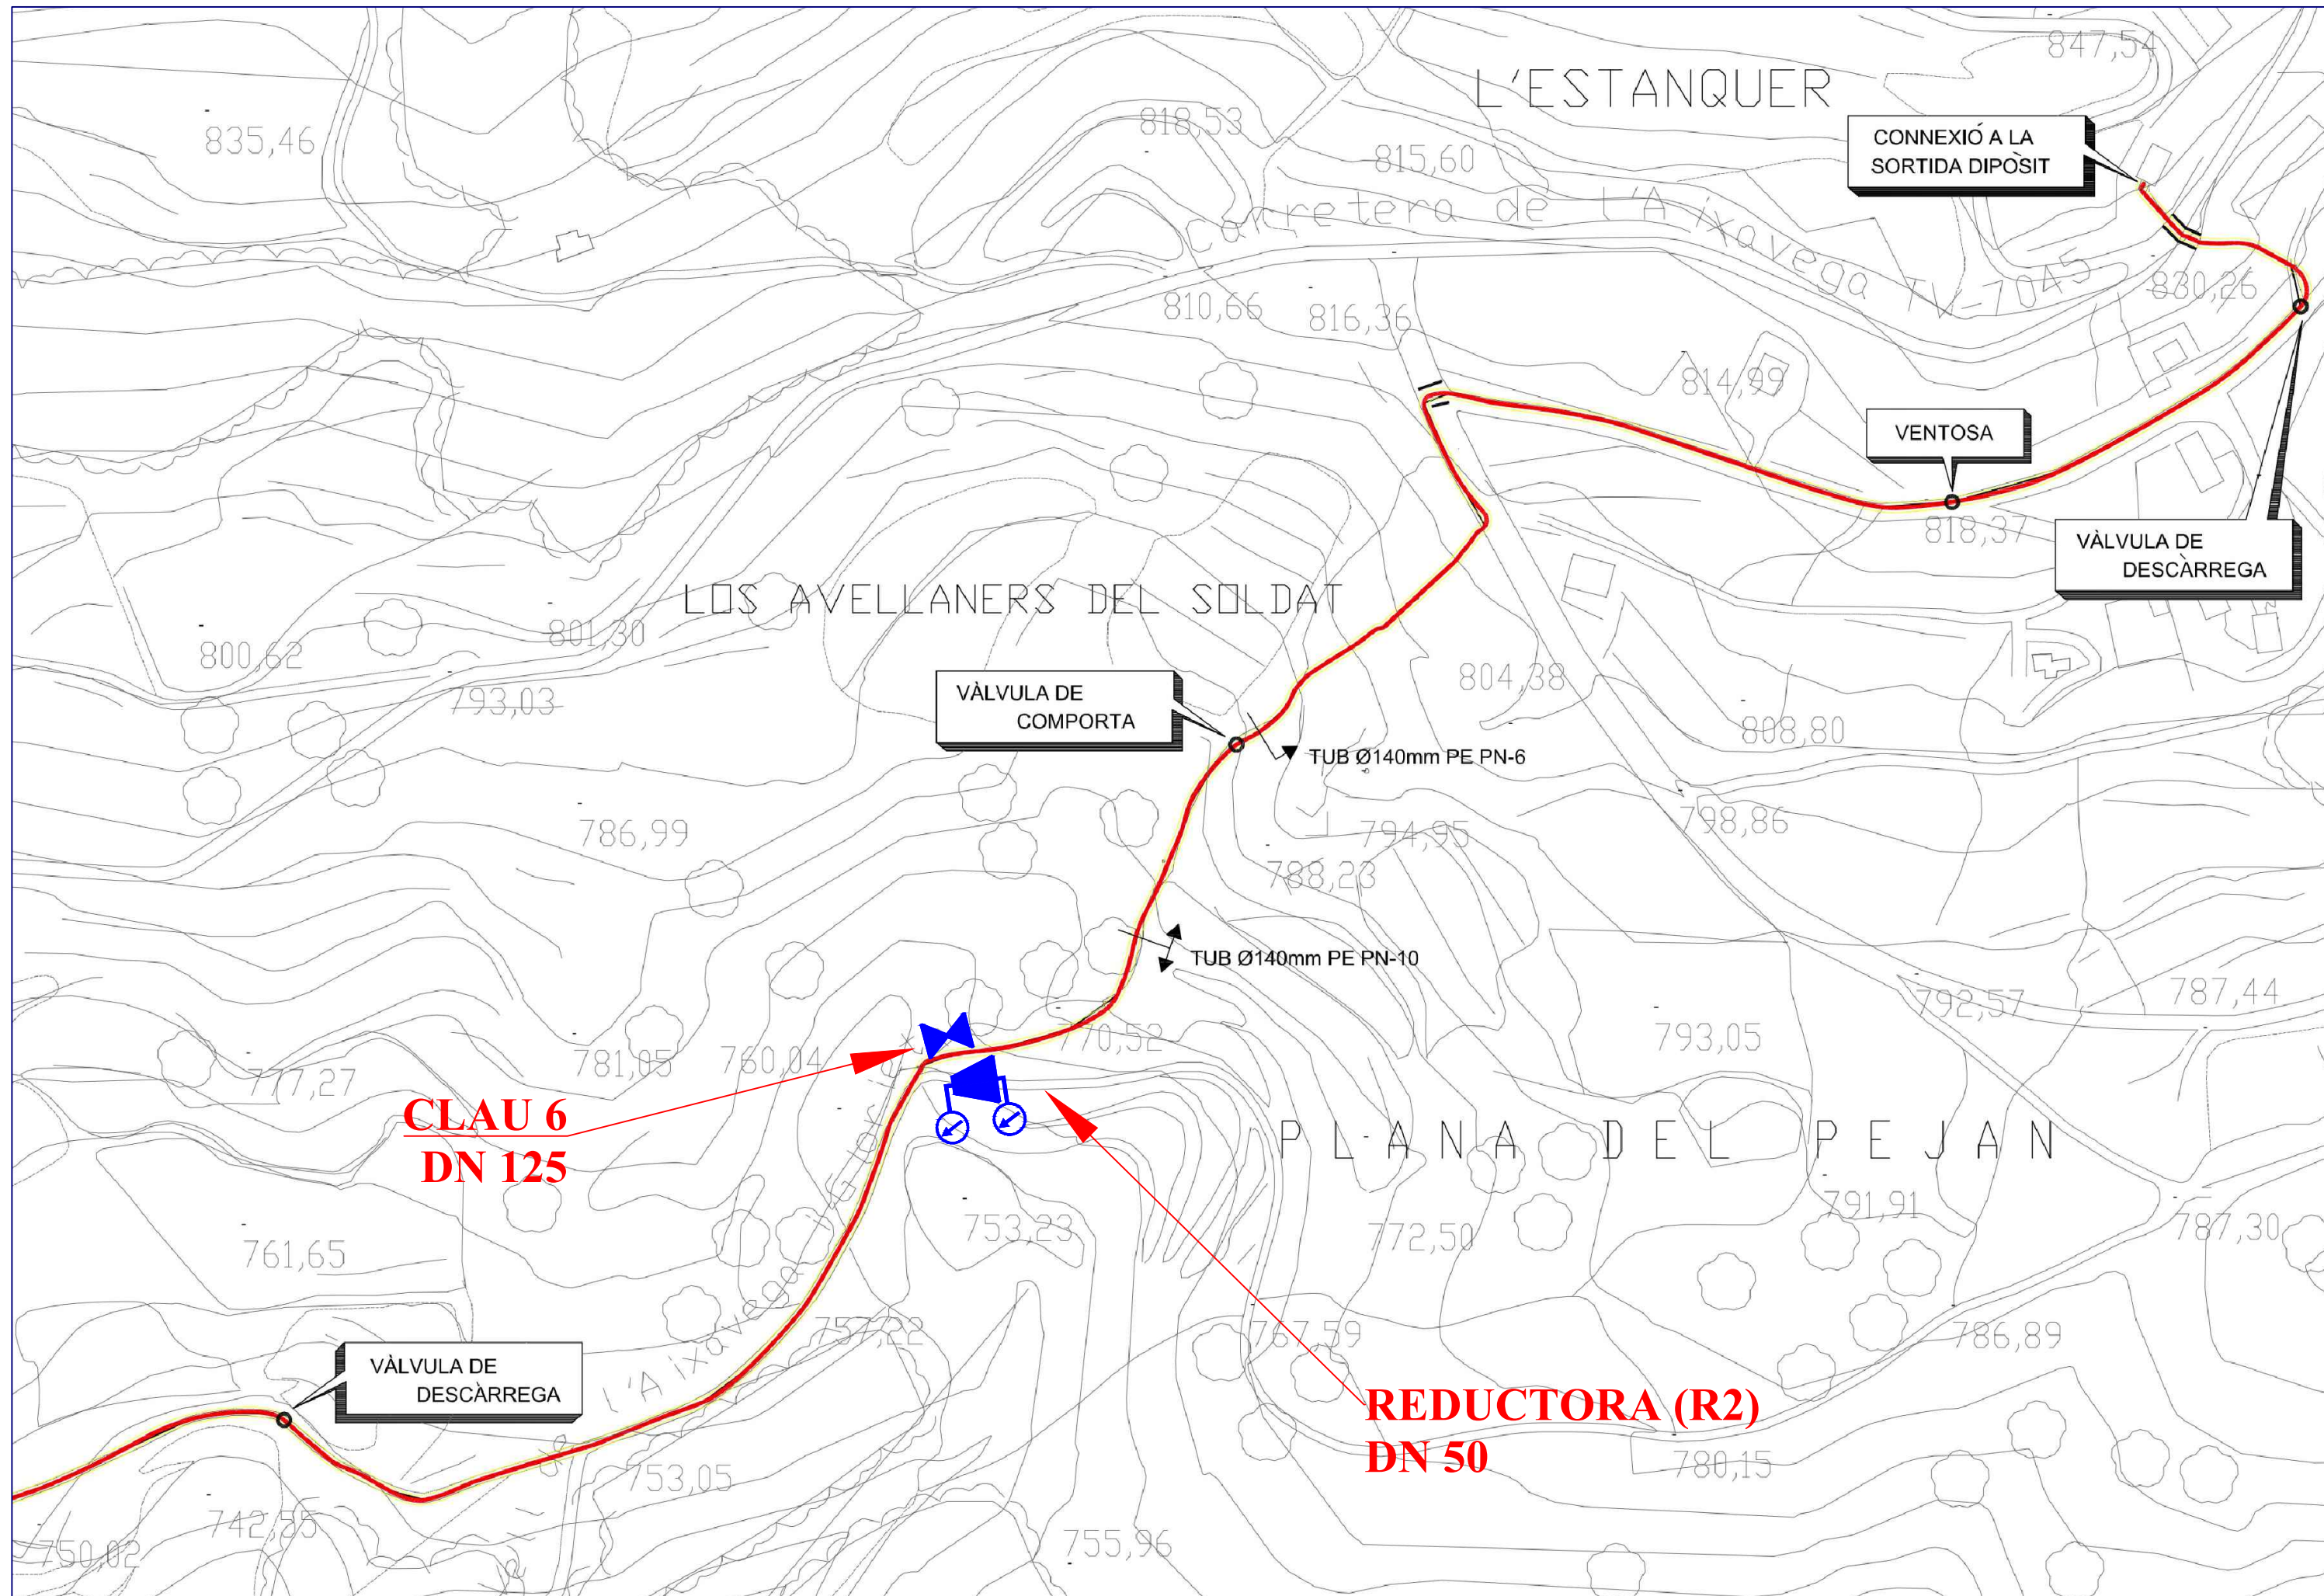 847,54
L'ESTANQUER
835,46
818,53
CONNEXIÓ A LA
SORTIDA DIPÒSIT
815,60
Carretera de L'Aixavega TV-7045
830,26
810,66
816,36
814,99
VENTOSA
818,37
VÀLVULA DE
DESCÀRREGA
LOS AVELLANERS DEL SOLDAT
801,30
800,62
793,03
804,38
VÀLVULA DE
COMPORTA
808,80
TUB Ø140mm PE PN-6
786,99
794,95
798,86
788,23
TUB Ø140mm PE PN-10
792,57
787,44
793,05
770,52
760,04
781,05
777,27
CLAU 6
DN 125
PLANA DEL PEJAN
753,23
772,50
791,91
787,30
761,65
L'Aixavega
757,22
767,59
786,89
VÀLVULA DE
DESCÀRREGA
REDUCTORA (R2)
DN 50
753,05
780,15
742,55
750,02
755,96